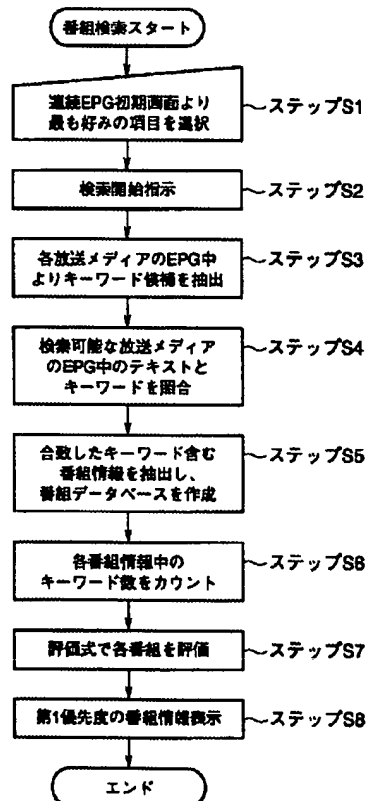 番組検索スタート
連続EPG初期画面より
最も好みの項目を選択
ステップS1
検索開始指示
ステップS2
各放送メディアのEPG中
よりキーワード候補を抽出
ステップS3
検索可能な放送メディア
のEPG中のテキストと
キーワードを照合
ステップS4
合致したキーワード含む
番組情報を抽出し、
番組データベースを作成
ステップS5
各番組情報中の
キーワード数をカウント
ステップS6
評価式で各番組を評価
ステップS7
第1優先度の番組情報表示
ステップS8
エンド